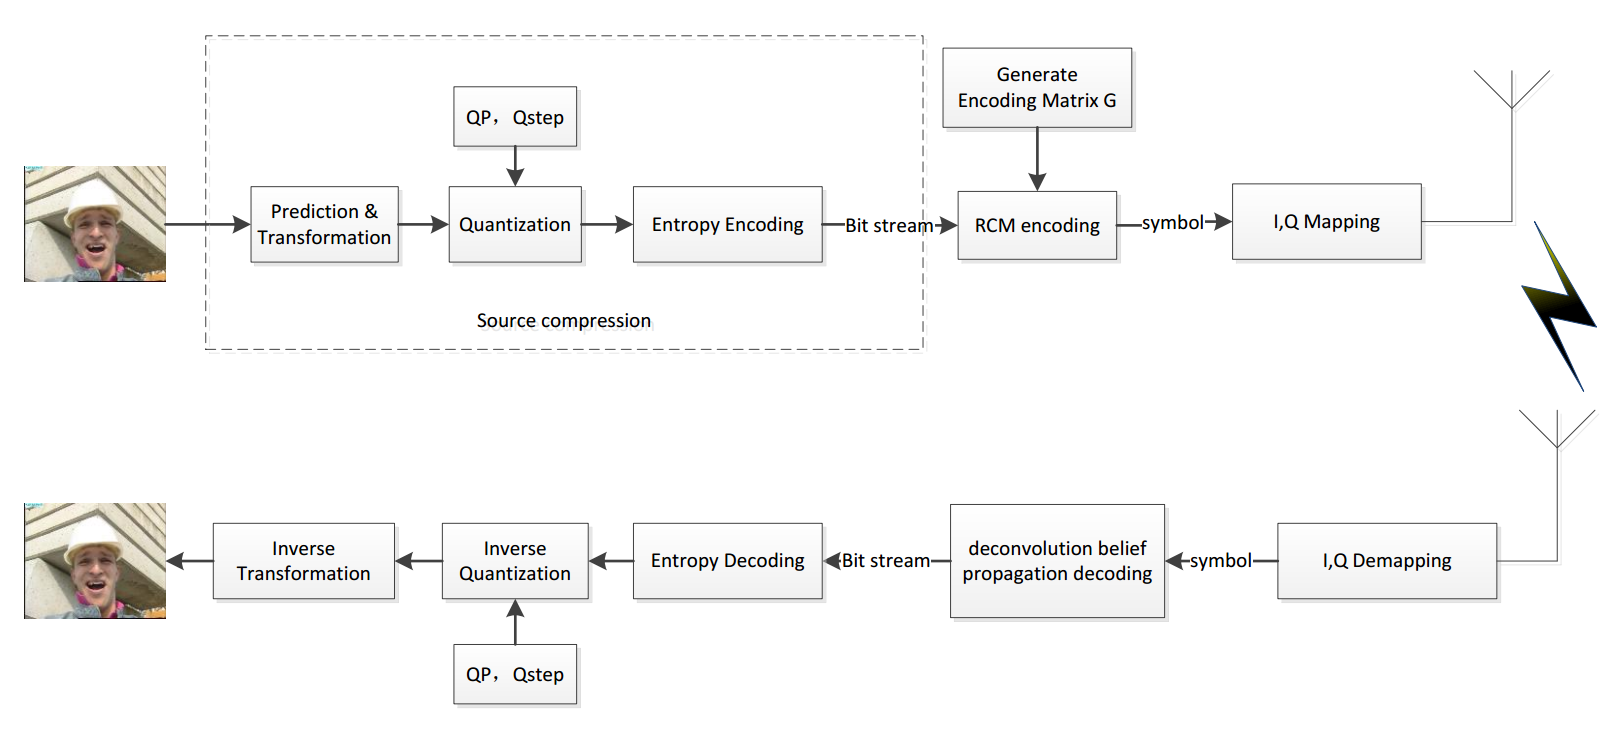 Generate
Encoding Matrix G
QP，Qstep
Prediction &
Transformation
Quantization
Entropy Encoding
Bit stream
RCM encoding
symbol
I,Q Mapping
Source compression
Inverse
Transformation
Inverse
Quantization
Entropy Decoding
Bit stream
deconvolution belief
propagation decoding
symbol
I,Q Demapping
QP，Qstep